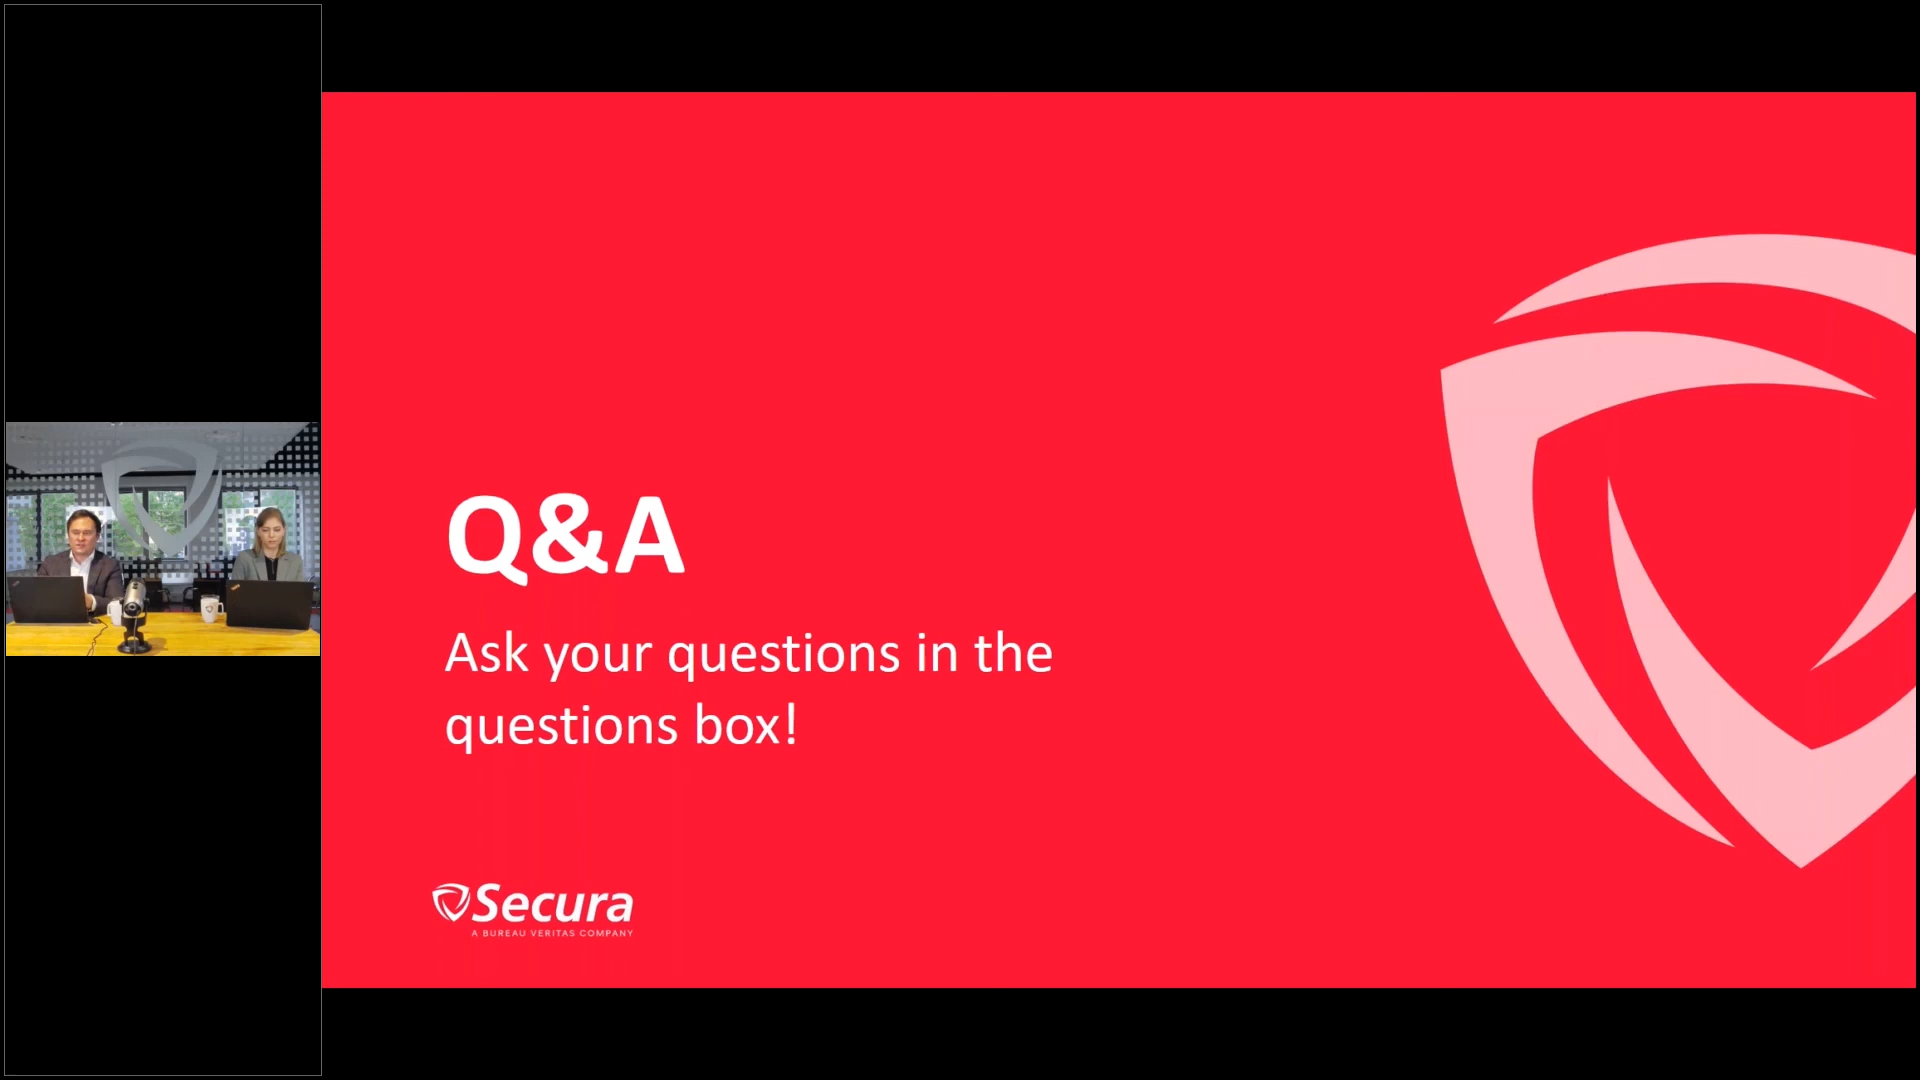 Q&A
Ask your questions in the
questions box!
Secura
A BUREAU VERITAS COMPANY